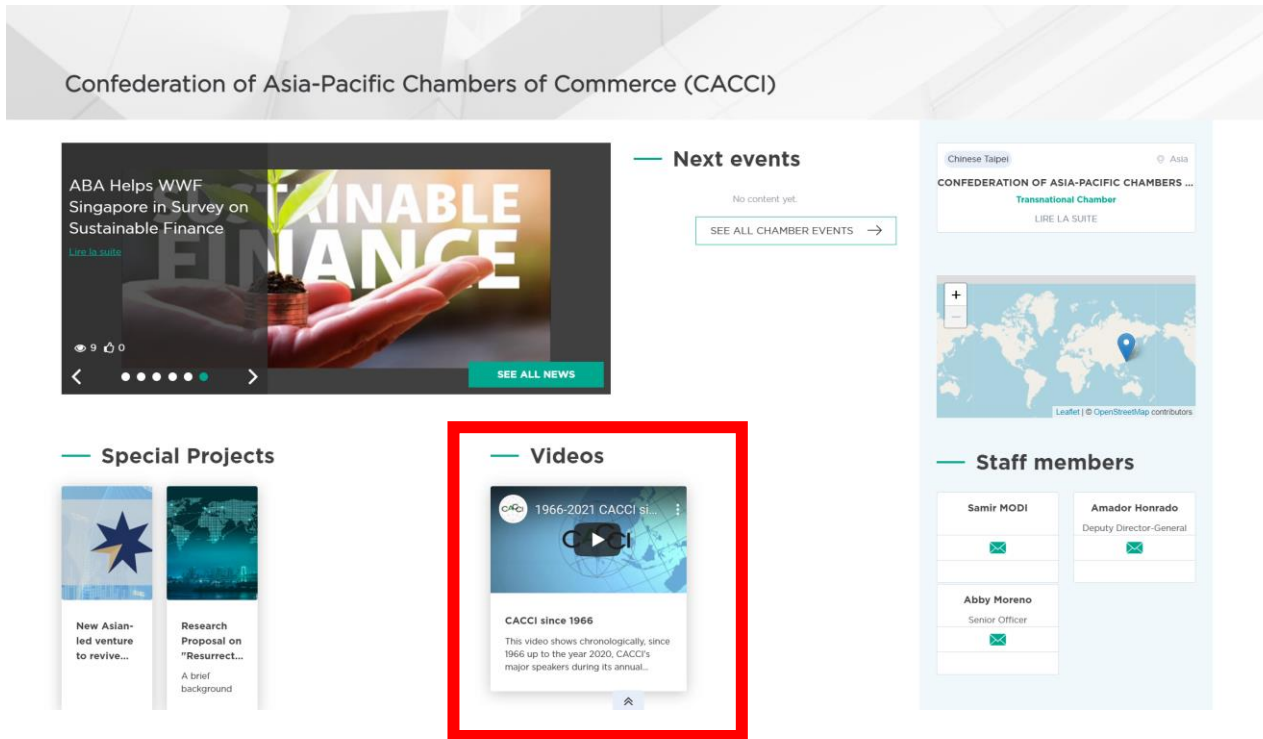 Confederation of Asia-Pacific Chambers of Commerce (CACCI)
ABA Helps WWF
Singapore in Survey on
Sustainable Finance
Lire la suite
SUSTAINABLE
FINANCE
9 0
SEE ALL NEWS
Next events
No content yet.
SEE ALL CHAMBER EVENTS
Chinese Taipei
Asia
CONFEDERATION OF ASIA-PACIFIC CHAMBERS ...
Transnational Chamber
LIRE LA SUITE
+
−
Leaflet | © OpenStreetMap contributors
Special Projects
New Asian-
led venture
to revive...
Research
Proposal on
"Resurrect...
A brief
background
Videos
CACCI
1966-2021 CACCI si...
CACCI
CACCI since 1966
This video shows chronologically, since
1966 up to the year 2020, CACCI's
major speakers during its annual...
Staff members
Samir MODI
Amador Honrado
Deputy Director-General
Abby Moreno
Senior Officer